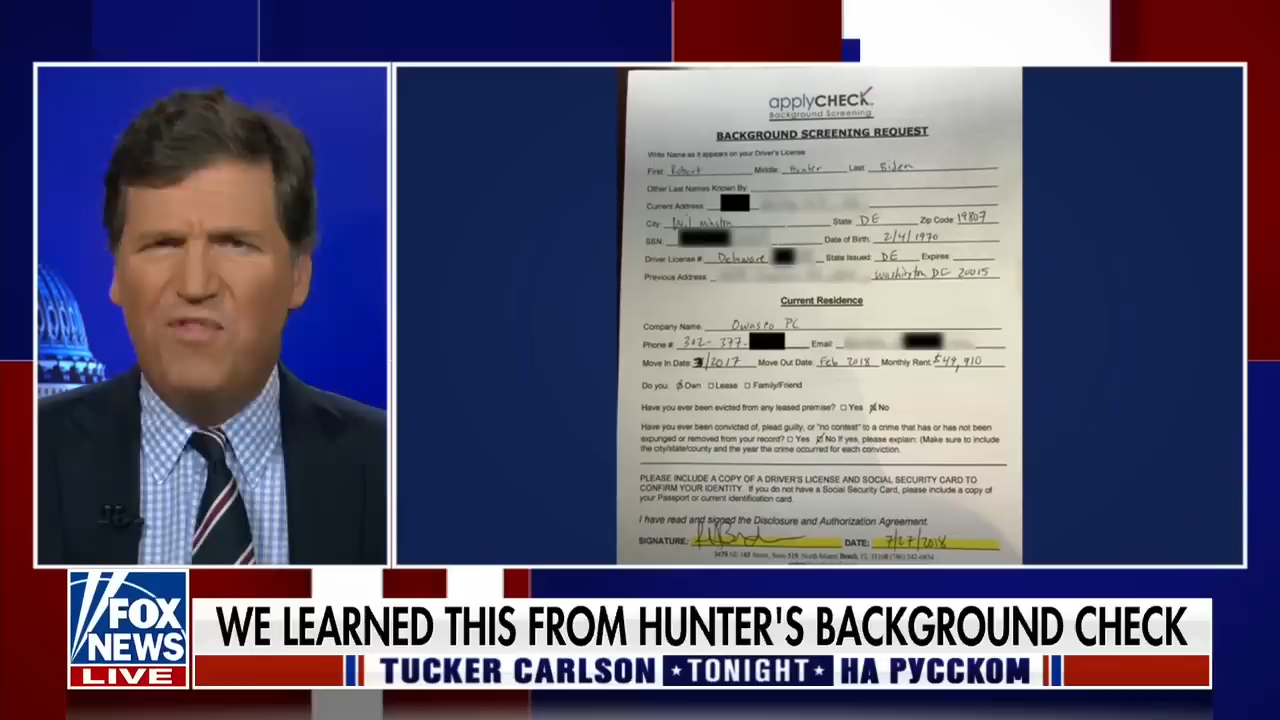 applyCHECK
Background Screening
BACKGROUND SCREENING REQUEST
Write Name as it appears on your Driver's License
First: Robert Middle: Hunter Last: Biden
Other Last Names Known By
Current Address:
City: Wilmington State: DE Zip Code: 19807
SSN: Date of Birth: 2/4/1970
Driver License # Delaware State Issued: DE Expires:
Previous Address: Washington DC 20015
Current Residence
Company Name: Owasco PC
Phone #: 302-377- Email:
Move In Date: 3/2017 Move Out Date: Feb 2018 Monthly Rent: $49,910
Do you: Own Lease Family/Friend
Have you ever been evicted from any leased premise? Yes No
Have you ever been convicted of, plead guilty, or "no contest" to a crime that has or has not been
expunged or removed from your record? Yes No If yes, please explain: (Make sure to include
the city/state/county and the year the crime occurred for each conviction.
PLEASE INCLUDE A COPY OF A DRIVER'S LICENSE AND SOCIAL SECURITY CARD TO
CONFIRM YOUR IDENTITY. If you do not have a Social Security Card, please include a copy of
your Passport or current identification card.
I have read and signed the Disclosure and Authorization Agreement.
SIGNATURE: DATE: 7/27/2018
Street, Suite North Miami Beach, FL
FOX
NEWS
LIVE
WE LEARNED THIS FROM HUNTER'S BACKGROUND CHECK
TUCKER CARLSON TONIGHT НА РУССКОМ